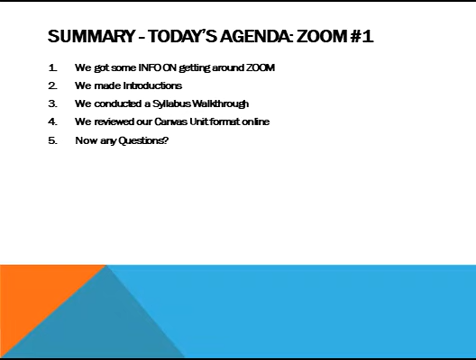 SUMMARY - TODAY'S AGENDA: ZOOM #1
1. We got some INFO ON getting around ZOOM
2. We made Introductions
3. We conducted a Syllabus Walkthrough
4. We reviewed our Canvas Unit format online
5. Now any Questions?